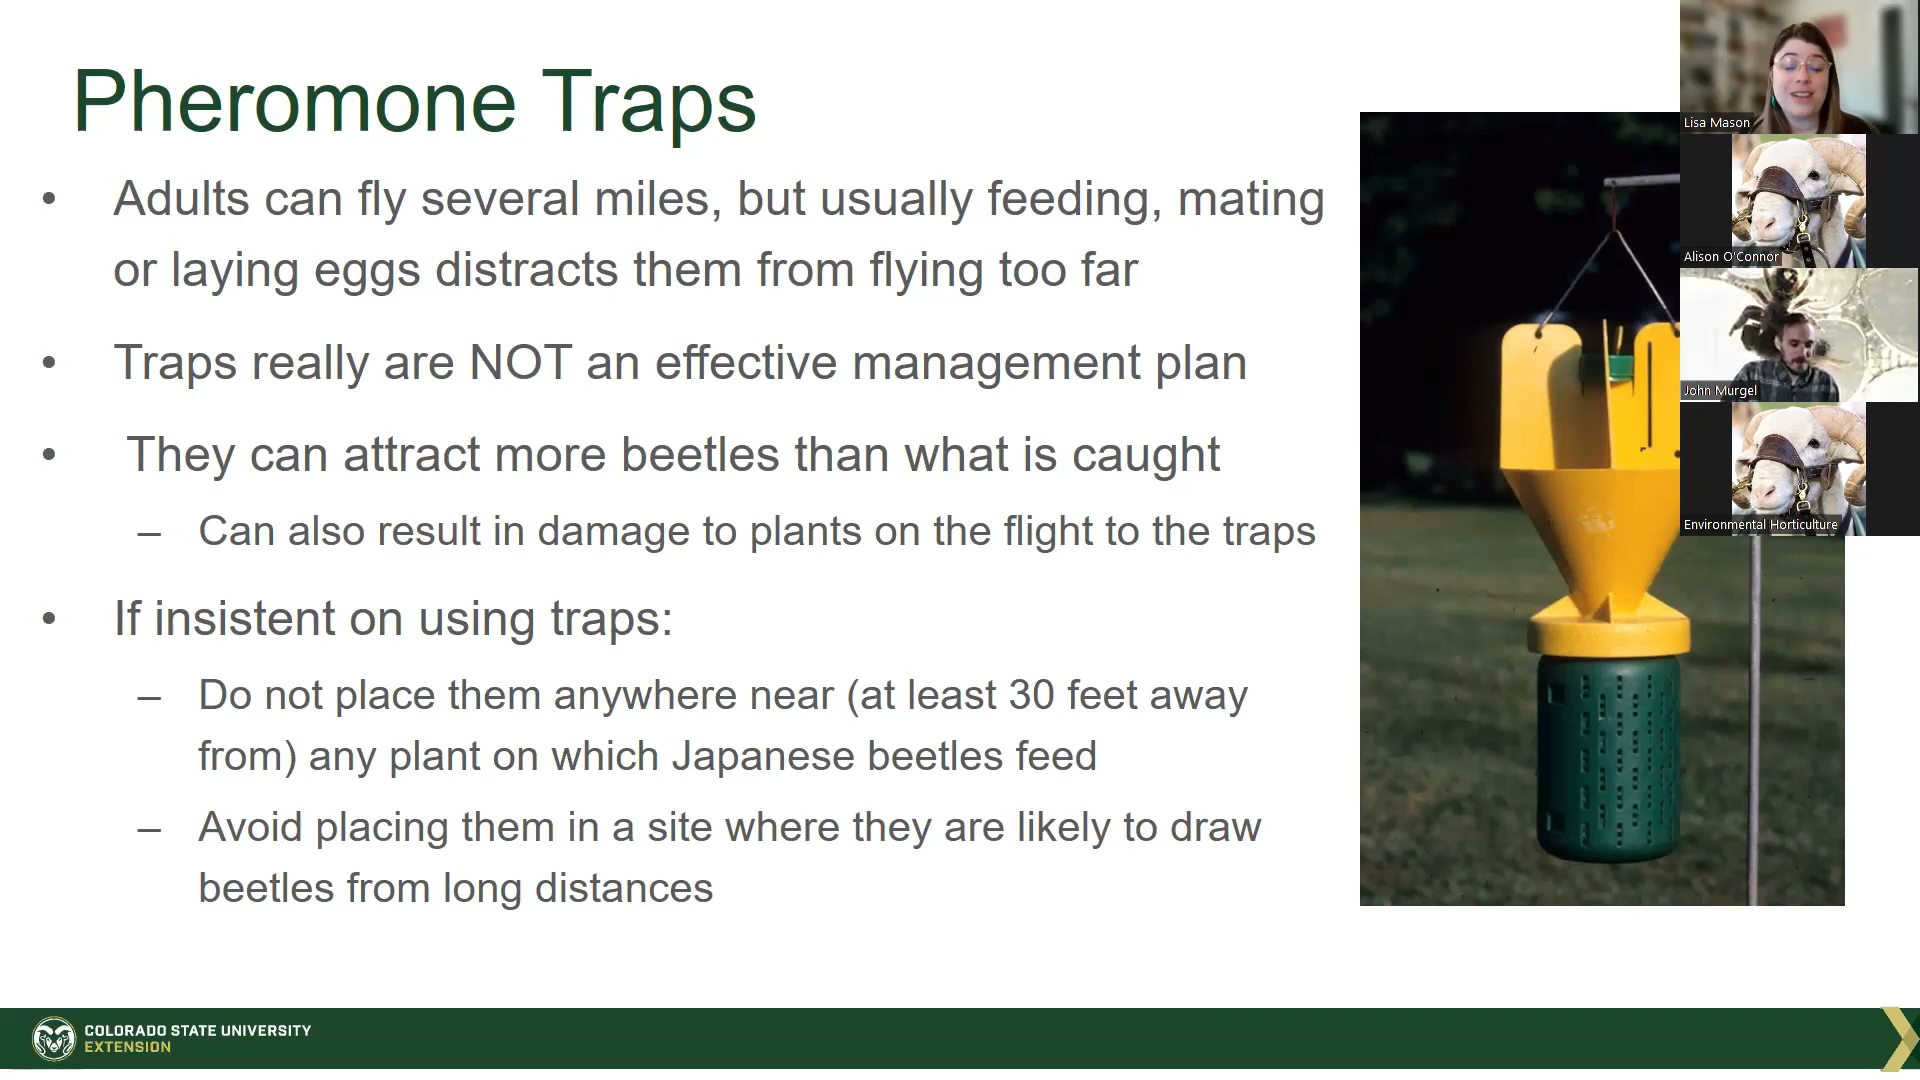 Pheromone Traps
• Adults can fly several miles, but usually feeding, mating
or laying eggs distracts them from flying too far
• Traps really are NOT an effective management plan
• They can attract more beetles than what is caught
– Can also result in damage to plants on the flight to the traps
• If insistent on using traps:
– Do not place them anywhere near (at least 30 feet away
from) any plant on which Japanese beetles feed
– Avoid placing them in a site where they are likely to draw
beetles from long distances
Lisa Mason
Alison O'Connor
John Murgel
Environmental Horticulture
COLORADO STATE UNIVERSITY
EXTENSION